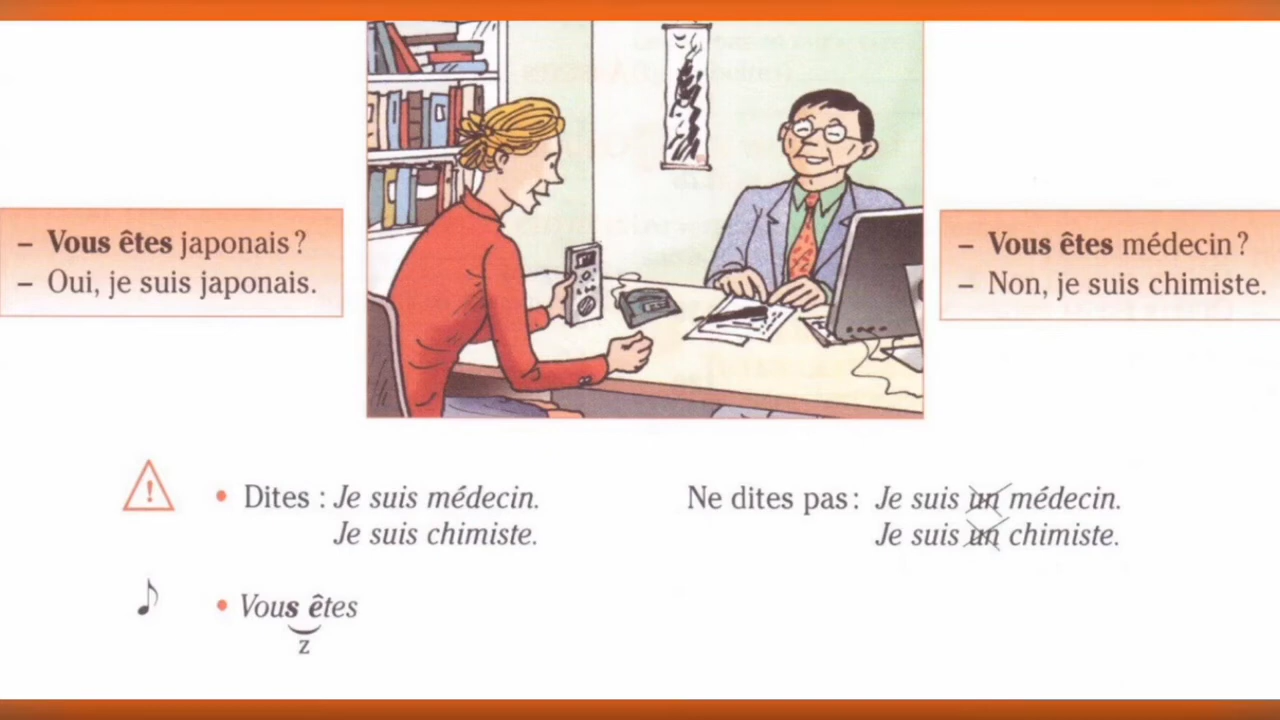 – Vous êtes japonais ?
– Oui, je suis japonais.
– Vous êtes médecin ?
– Non, je suis chimiste.
• Dites : Je suis médecin.
Je suis chimiste.
Ne dites pas : Je suis un médecin.
Je suis un chimiste.
• Vous êtes
z